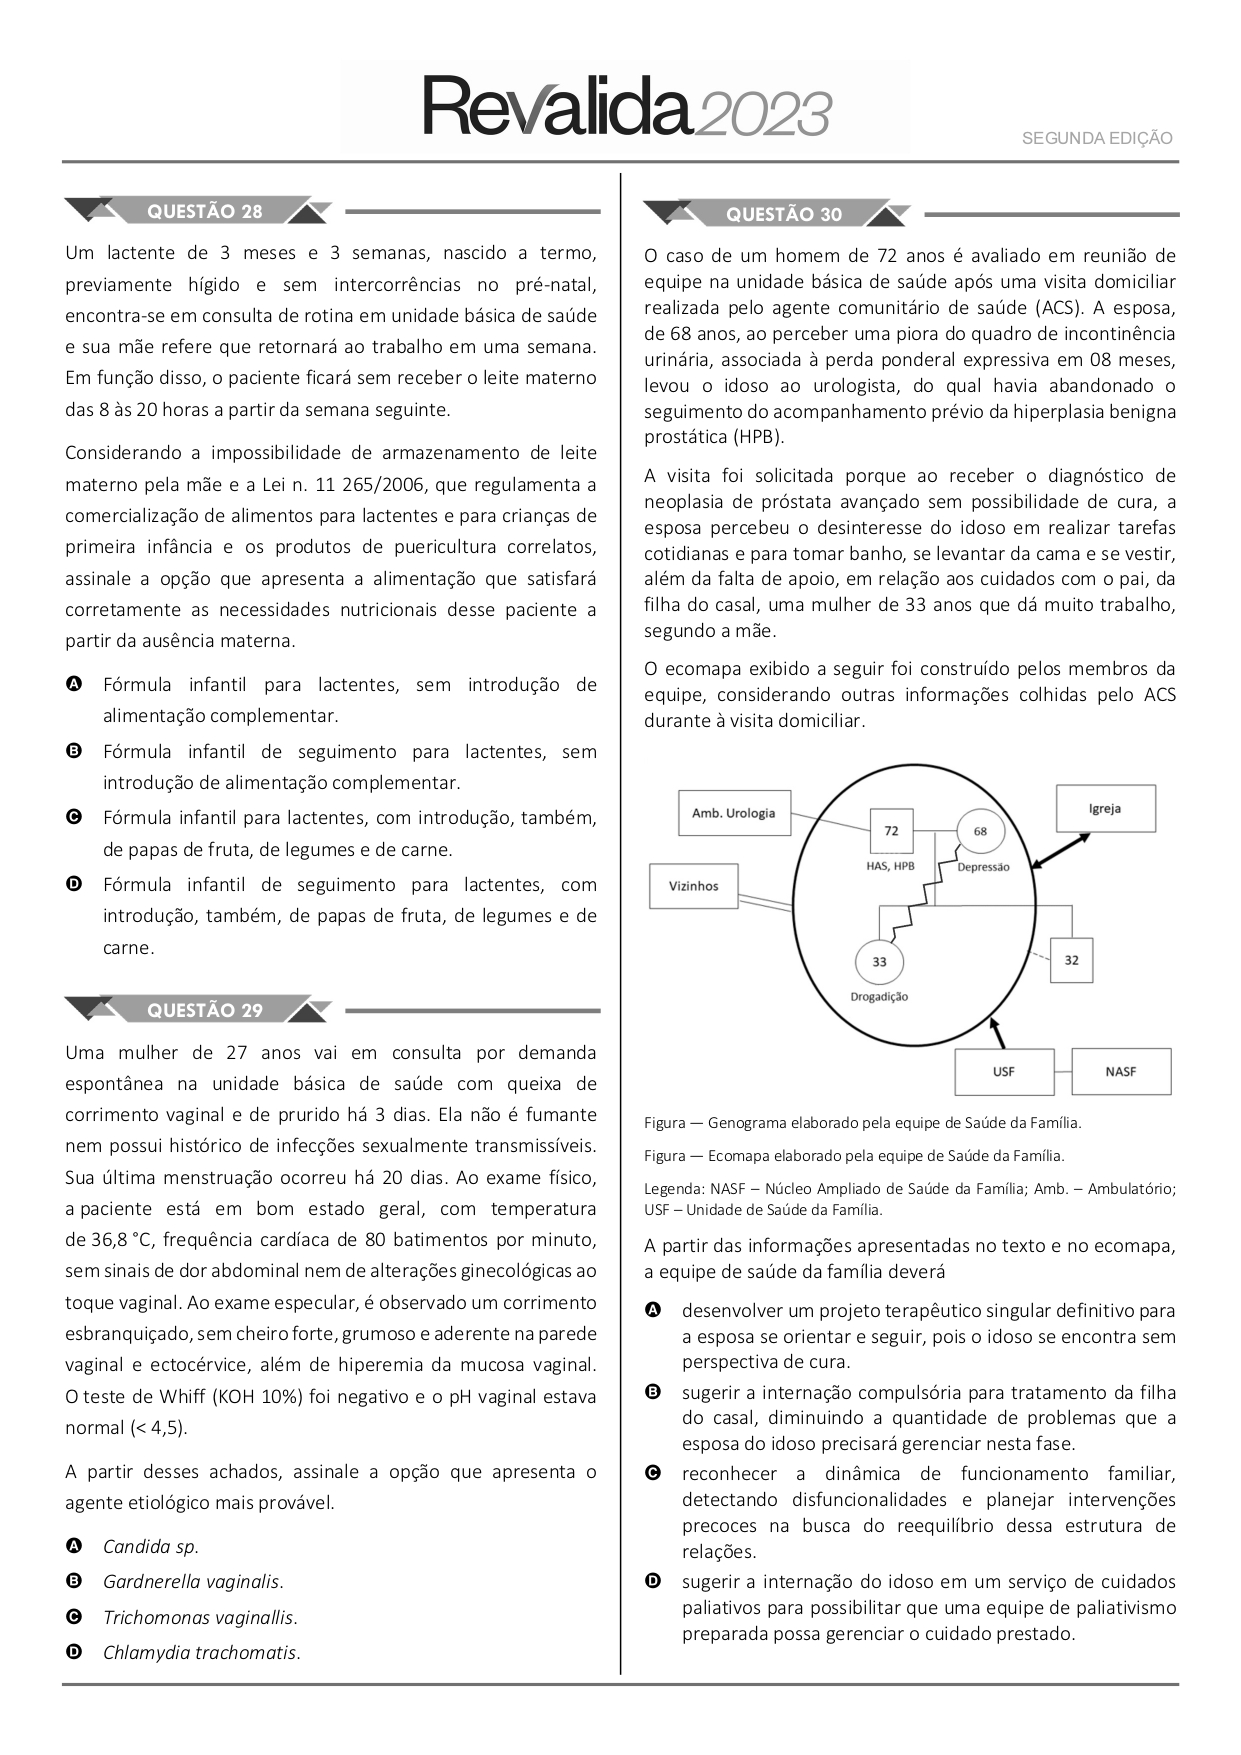 Revalida2023
SEGUNDA EDIÇÃO
QUESTÃO 28
Um lactente de 3 meses e 3 semanas, nascido a termo,
previamente hígido e sem intercorrências no pré-natal,
encontra-se em consulta de rotina em unidade básica de saúde
e sua mãe refere que retornará ao trabalho em uma semana.
Em função disso, o paciente ficará sem receber o leite materno
das 8 às 20 horas a partir da semana seguinte.
Considerando a impossibilidade de armazenamento de leite
materno pela mãe e a Lei n. 11 265/2006, que regulamenta a
comercialização de alimentos para lactentes e para crianças de
primeira infância e os produtos de puericultura correlatos,
assinale a opção que apresenta a alimentação que satisfará
corretamente as necessidades nutricionais desse paciente a
partir da ausência materna.
A Fórmula infantil para lactentes, sem introdução de
alimentação complementar.
B Fórmula infantil de seguimento para lactentes, sem
introdução de alimentação complementar.
C Fórmula infantil para lactentes, com introdução, também,
de papas de fruta, de legumes e de carne.
D Fórmula infantil de seguimento para lactentes, com
introdução, também, de papas de fruta, de legumes e de
carne.
QUESTÃO 29
Uma mulher de 27 anos vai em consulta por demanda
espontânea na unidade básica de saúde com queixa de
corrimento vaginal e de prurido há 3 dias. Ela não é fumante
nem possui histórico de infecções sexualmente transmissíveis.
Sua última menstruação ocorreu há 20 dias. Ao exame físico,
a paciente está em bom estado geral, com temperatura
de 36,8 °C, frequência cardíaca de 80 batimentos por minuto,
sem sinais de dor abdominal nem de alterações ginecológicas ao
toque vaginal. Ao exame especular, é observado um corrimento
esbranquiçado, sem cheiro forte, grumoso e aderente na parede
vaginal e ectocérvice, além de hiperemia da mucosa vaginal.
O teste de Whiff (KOH 10%) foi negativo e o pH vaginal estava
normal (< 4,5).
A partir desses achados, assinale a opção que apresenta o
agente etiológico mais provável.
A Candida sp.
B Gardnerella vaginalis.
C Trichomonas vaginallis.
D Chlamydia trachomatis.
QUESTÃO 30
O caso de um homem de 72 anos é avaliado em reunião de
equipe na unidade básica de saúde após uma visita domiciliar
realizada pelo agente comunitário de saúde (ACS). A esposa,
de 68 anos, ao perceber uma piora do quadro de incontinência
urinária, associada à perda ponderal expressiva em 08 meses,
levou o idoso ao urologista, do qual havia abandonado o
seguimento do acompanhamento prévio da hiperplasia benigna
prostática (HPB).
A visita foi solicitada porque ao receber o diagnóstico de
neoplasia de próstata avançado sem possibilidade de cura, a
esposa percebeu o desinteresse do idoso em realizar tarefas
cotidianas e para tomar banho, se levantar da cama e se vestir,
além da falta de apoio, em relação aos cuidados com o pai, da
filha do casal, uma mulher de 33 anos que dá muito trabalho,
segundo a mãe.
O ecomapa exibido a seguir foi construído pelos membros da
equipe, considerando outras informações colhidas pelo ACS
durante à visita domiciliar.
Amb. Urologia
Igreja
72
68
HAS, HPB
Depressão
Vizinhos
33
32
Drogadição
USF
NASF
Figura — Genograma elaborado pela equipe de Saúde da Família.
Figura — Ecomapa elaborado pela equipe de Saúde da Família.
Legenda: NASF – Núcleo Ampliado de Saúde da Família; Amb. – Ambulatório;
USF – Unidade de Saúde da Família.
A partir das informações apresentadas no texto e no ecomapa,
a equipe de saúde da família deverá
A desenvolver um projeto terapêutico singular definitivo para
a esposa se orientar e seguir, pois o idoso se encontra sem
perspectiva de cura.
B sugerir a internação compulsória para tratamento da filha
do casal, diminuindo a quantidade de problemas que a
esposa do idoso precisará gerenciar nesta fase.
C reconhecer a dinâmica de funcionamento familiar,
detectando disfuncionalidades e planejar intervenções
precoces na busca do reequilíbrio dessa estrutura de
relações.
D sugerir a internação do idoso em um serviço de cuidados
paliativos para possibilitar que uma equipe de paliativismo
preparada possa gerenciar o cuidado prestado.